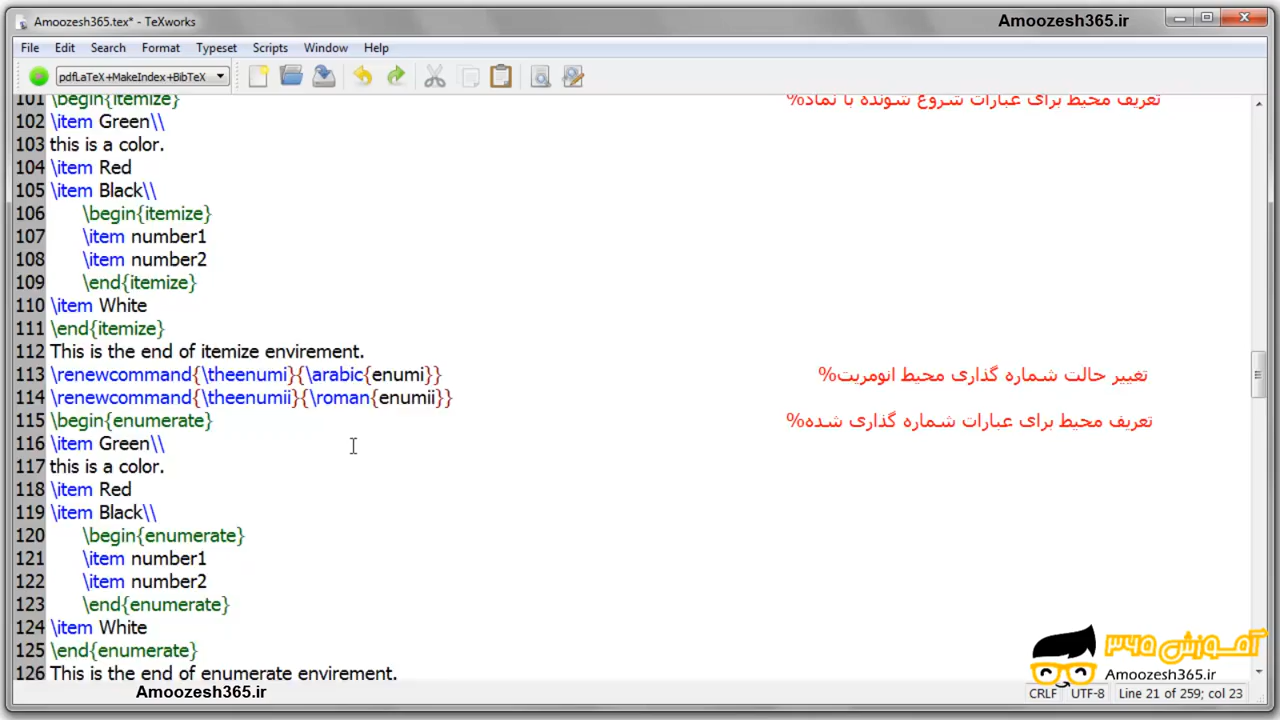 Amoozesh365.tex* - TeXworks
Amoozesh365.ir
File Edit Search Format Typeset Scripts Window Help
pdfLaTeX+MakeIndex+BibTeX
101 \begin{itemize} %تعریف محیط برای عبارات شروع شونده با نماد
102 \item Green\\
103 this is a color.
104 \item Red
105 \item Black\\
106 \begin{itemize}
107 \item number1
108 \item number2
109 \end{itemize}
110 \item White
111 \end{itemize}
112 This is the end of itemize envirement.
113 \renewcommand{\theenumi}{\arabic{enumi}} %تغییر حالت شماره گذاری محیط انومریت
114 \renewcommand{\theenumii}{\roman{enumii}}
115 \begin{enumerate} %تعریف محیط برای عبارات شماره گذاری شده
116 \item Green\\
117 this is a color.
118 \item Red
119 \item Black\\
120 \begin{enumerate}
121 \item number1
122 \item number2
123 \end{enumerate}
124 \item White
125 \end{enumerate}
126 This is the end of enumerate envirement.
آموزش ۳۶۵
Amoozesh365.ir
Amoozesh365.ir
CRLF UTF-8 Line 21 of 259; col 23